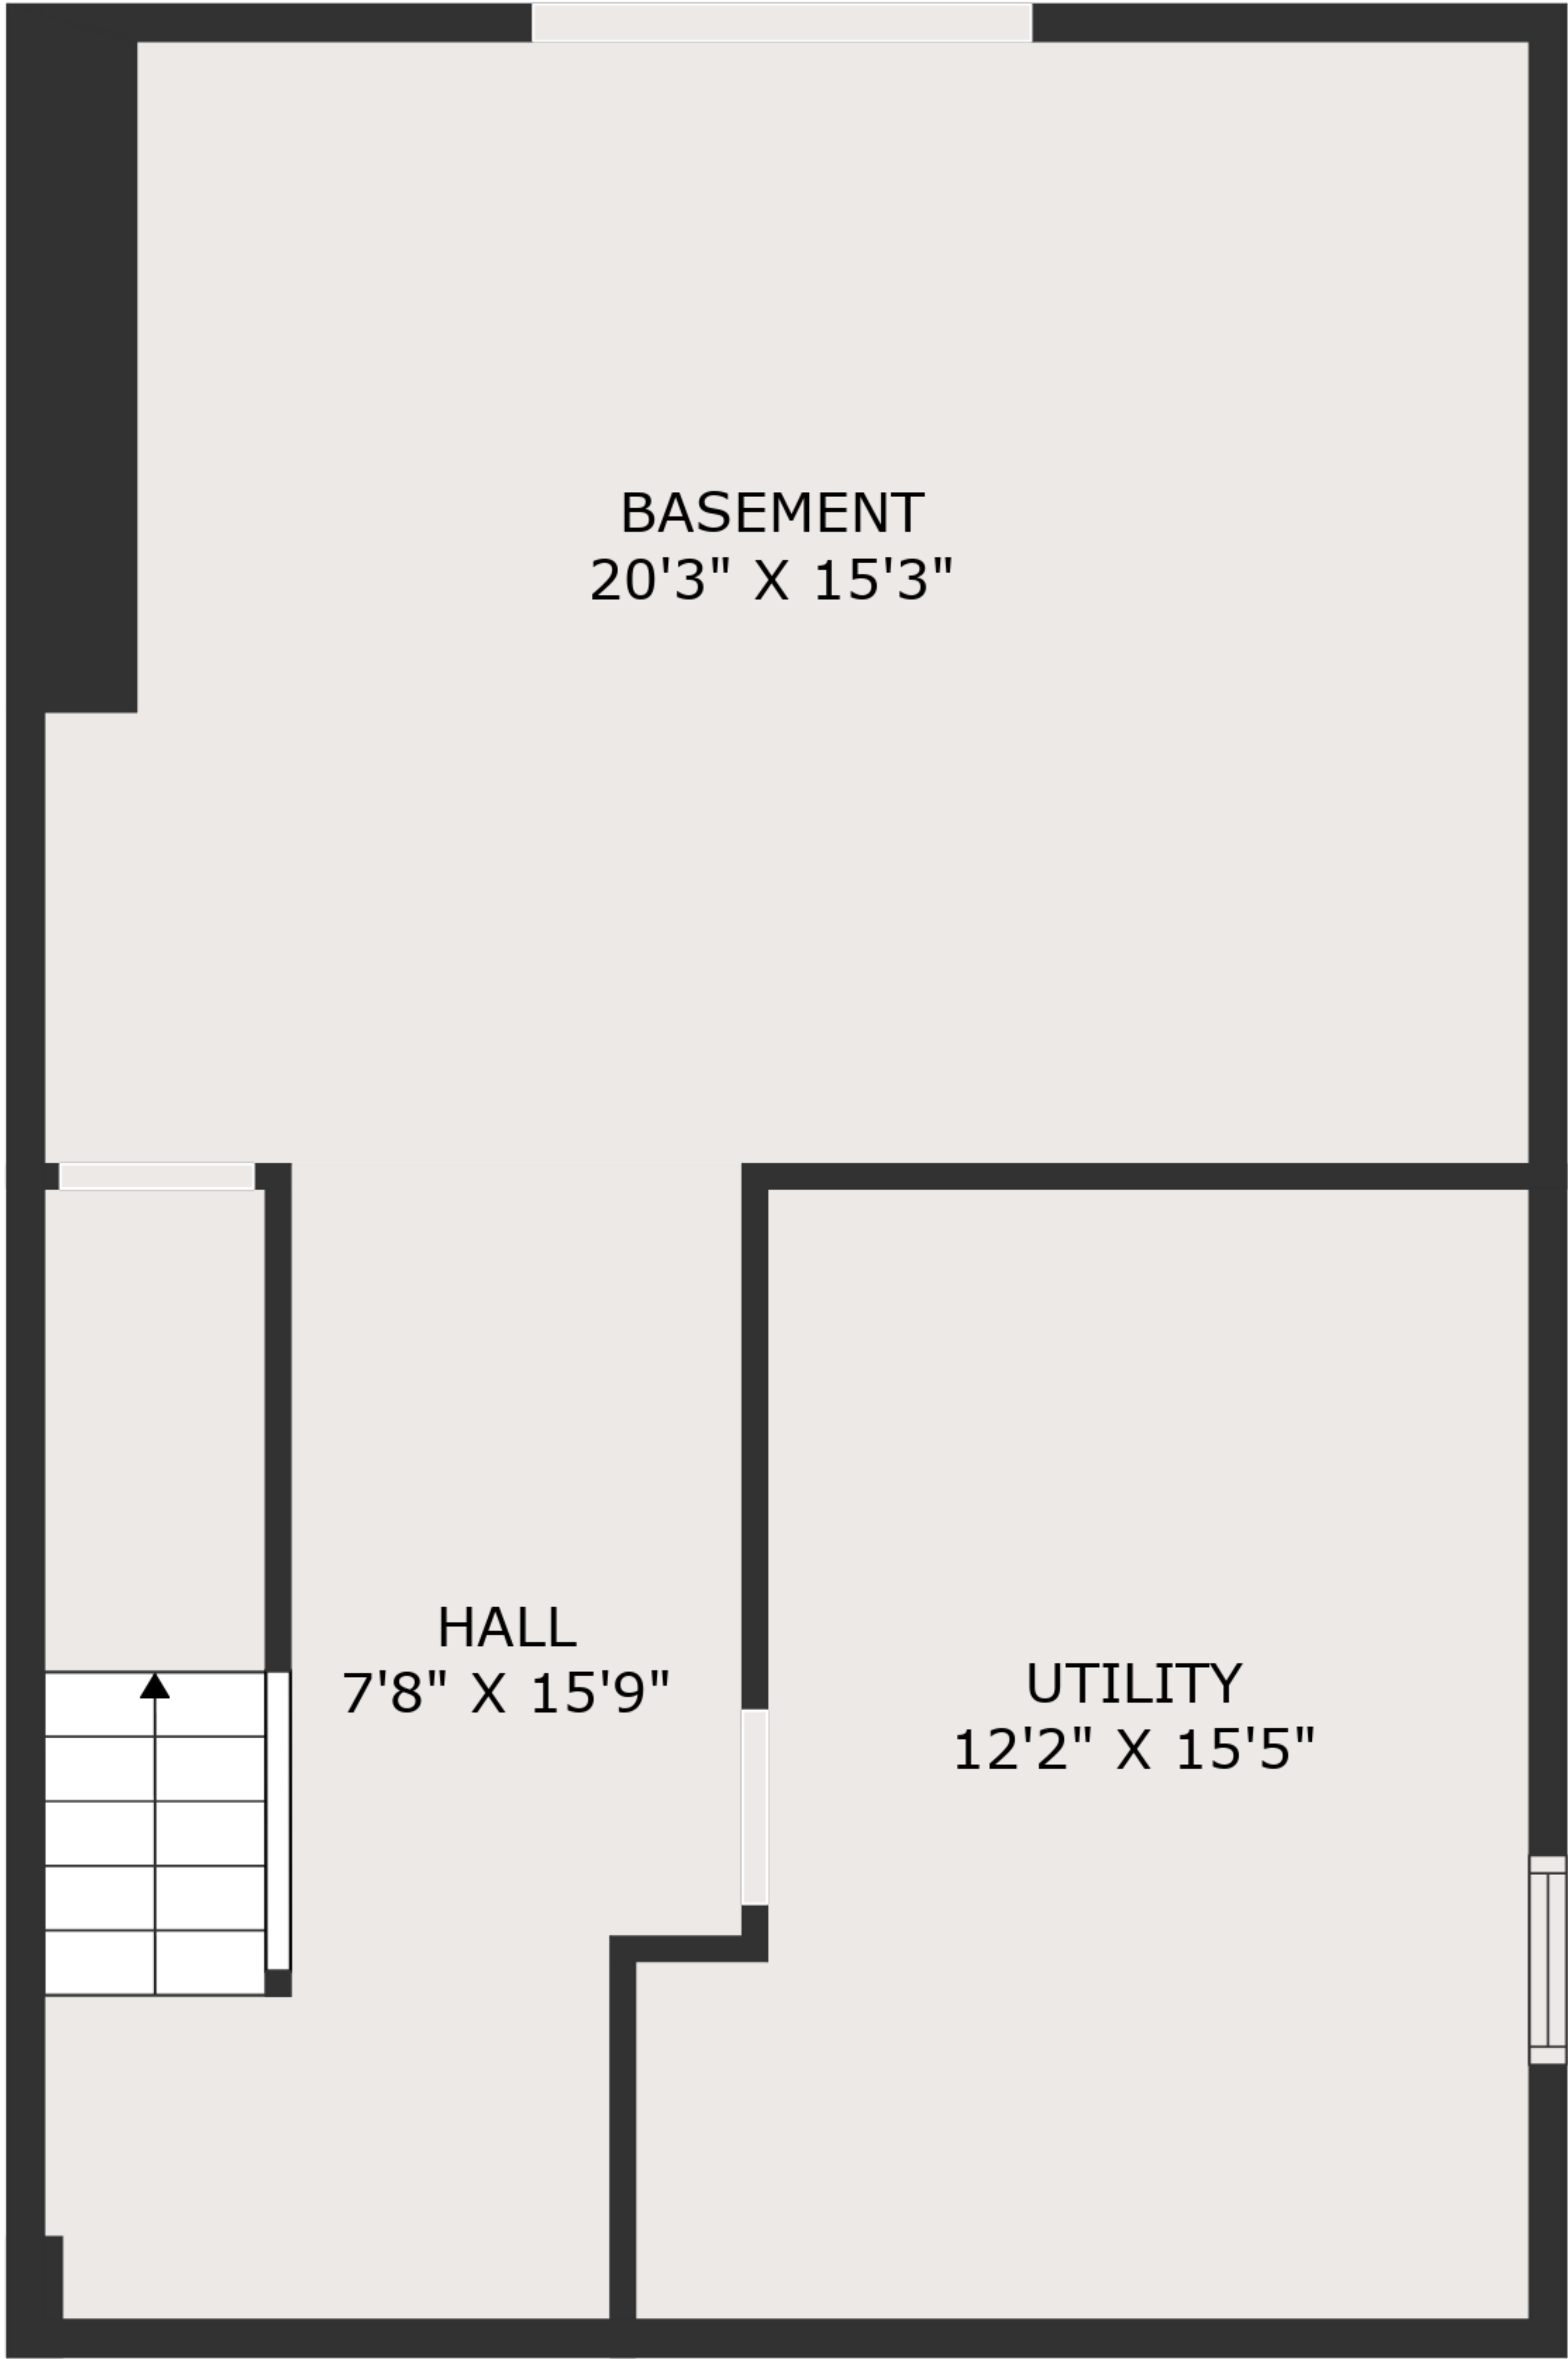 BASEMENT
20'3" X 15'3"
HALL
7'8" X 15'9"
UTILITY
12'2" X 15'5"